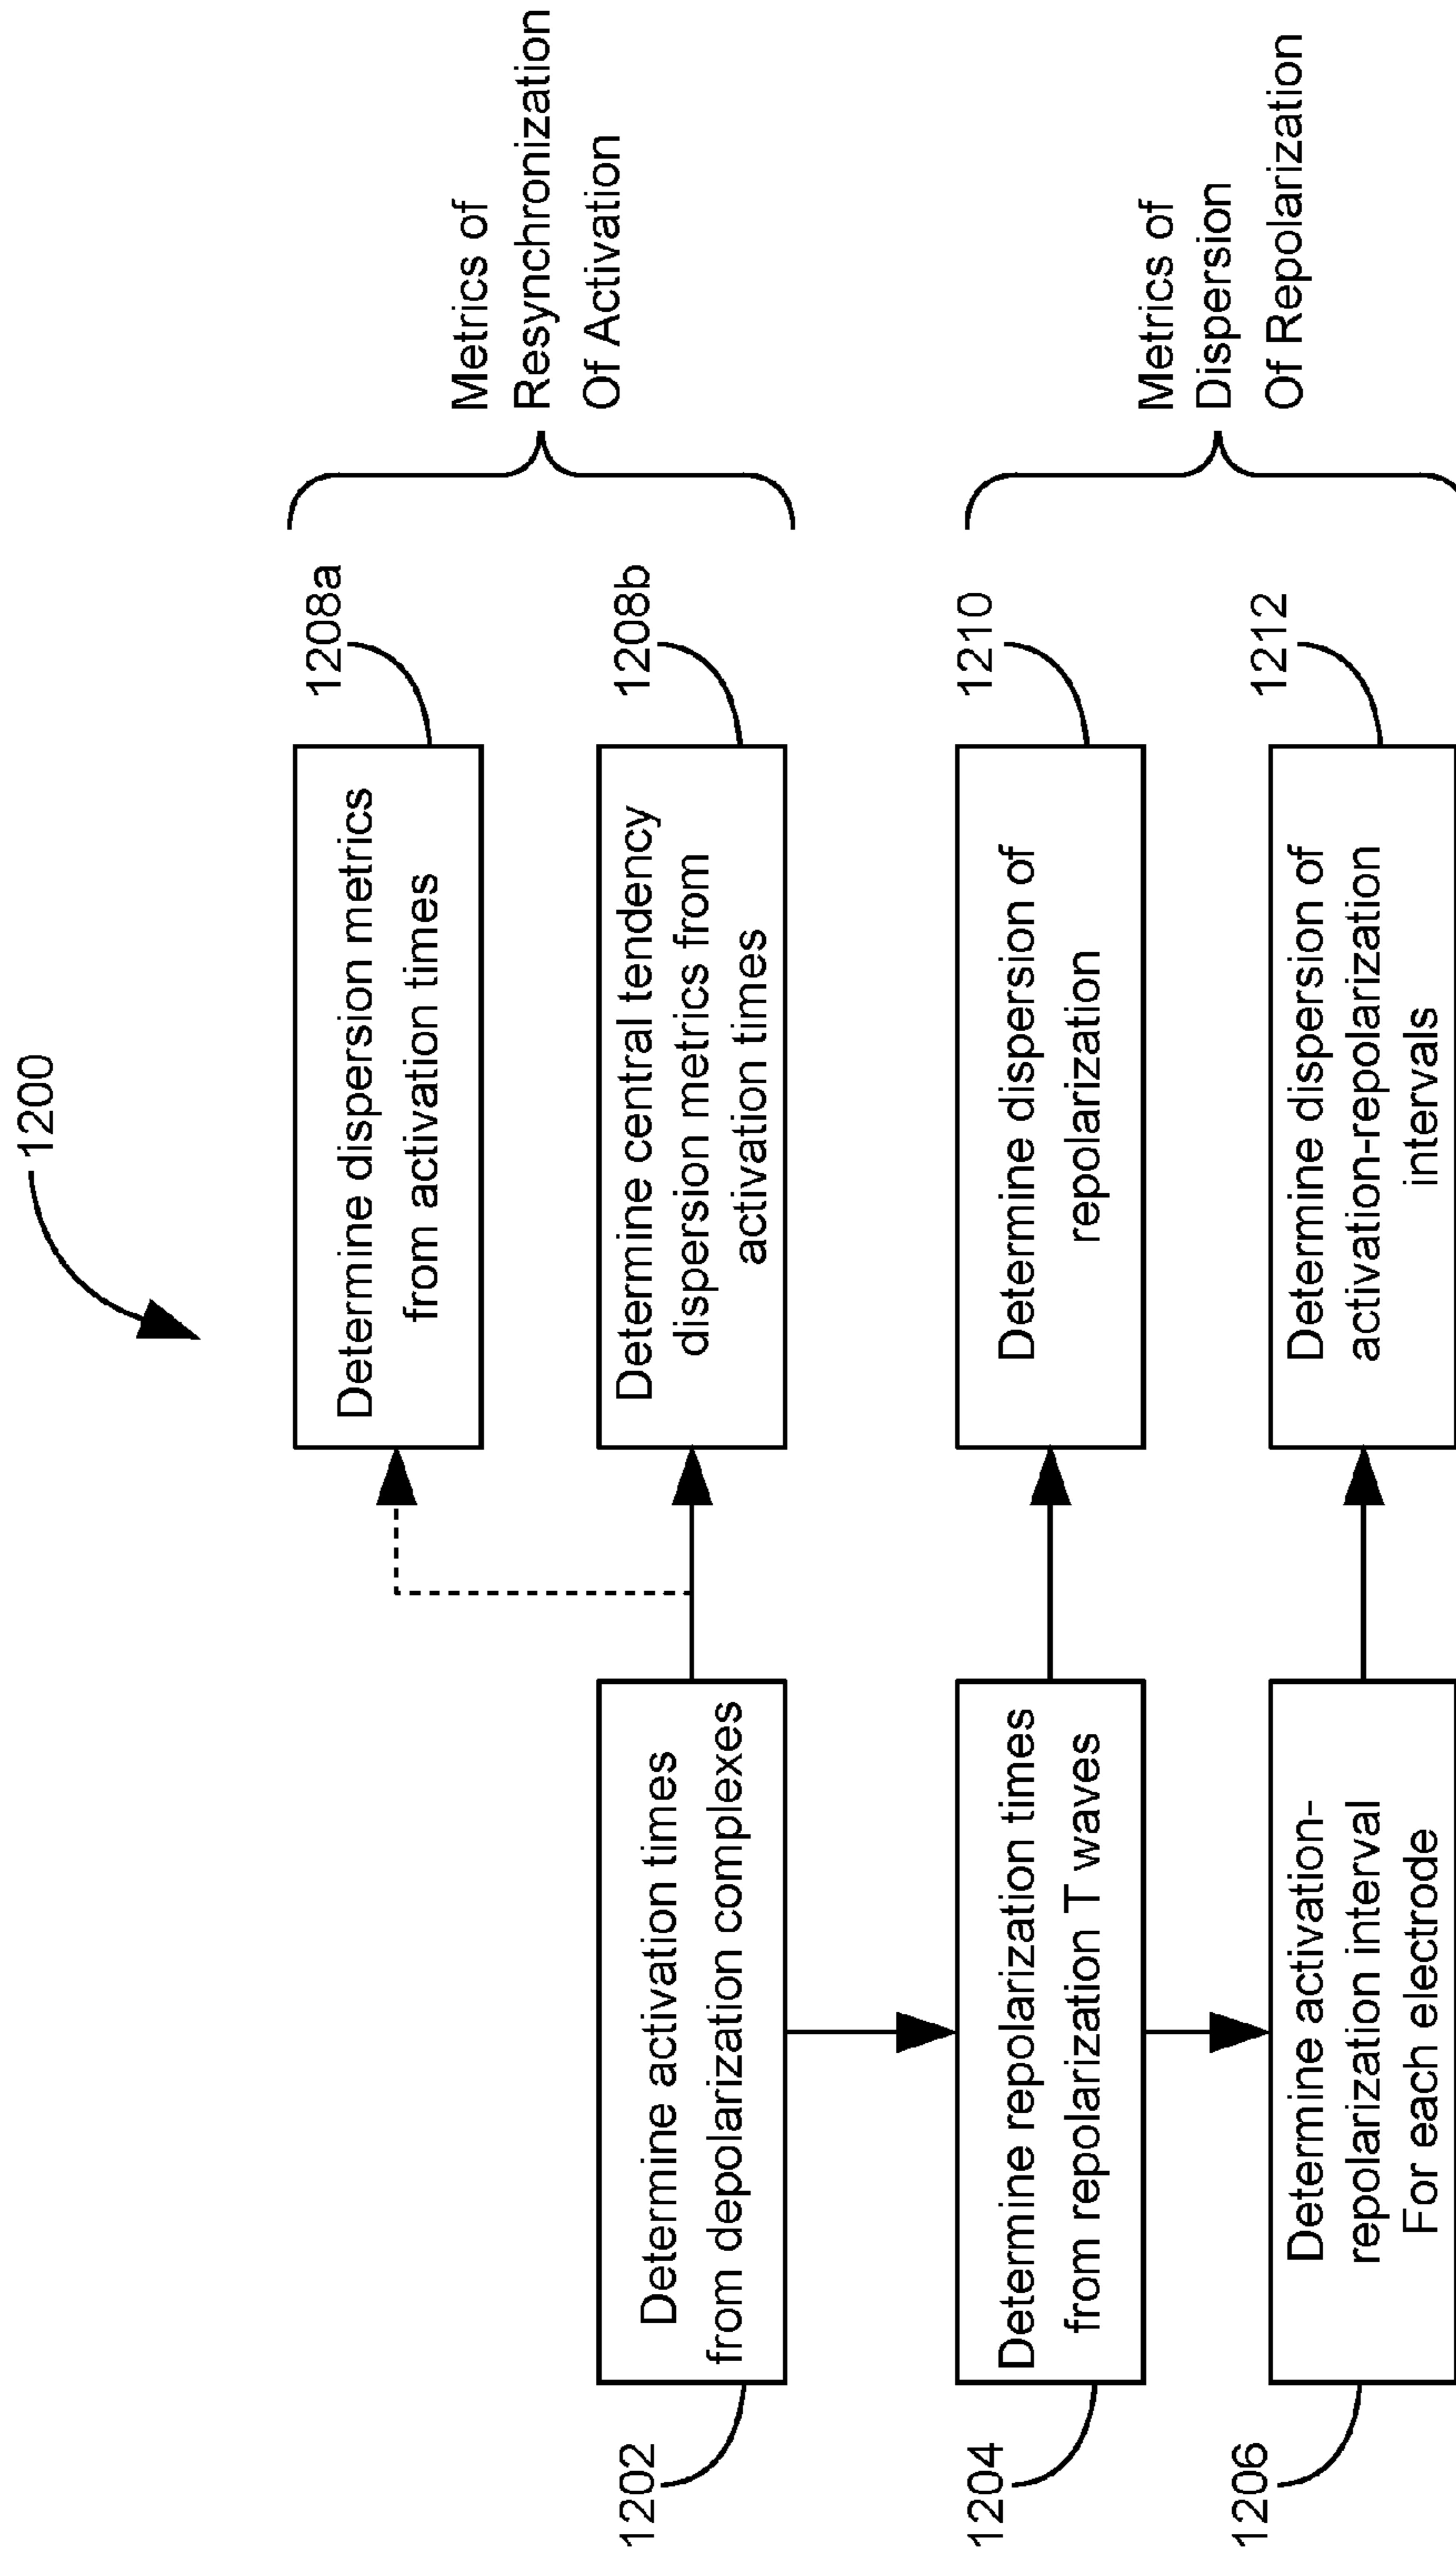 1200
Determine dispersion metrics
from activation times
1208a
Determine central tendency
dispersion metrics from
activation times
1208b
Metrics of
Resynchronization
Of Activation
1202
Determine activation times
from depolarization complexes
1204
Determine repolarization times
from repolarization T waves
Determine dispersion of
repolarization
1210
1206
Determine activation-
repolarization interval
For each electrode
Determine dispersion of
activation-repolarization
intervals
1212
Metrics of
Dispersion
Of Repolarization